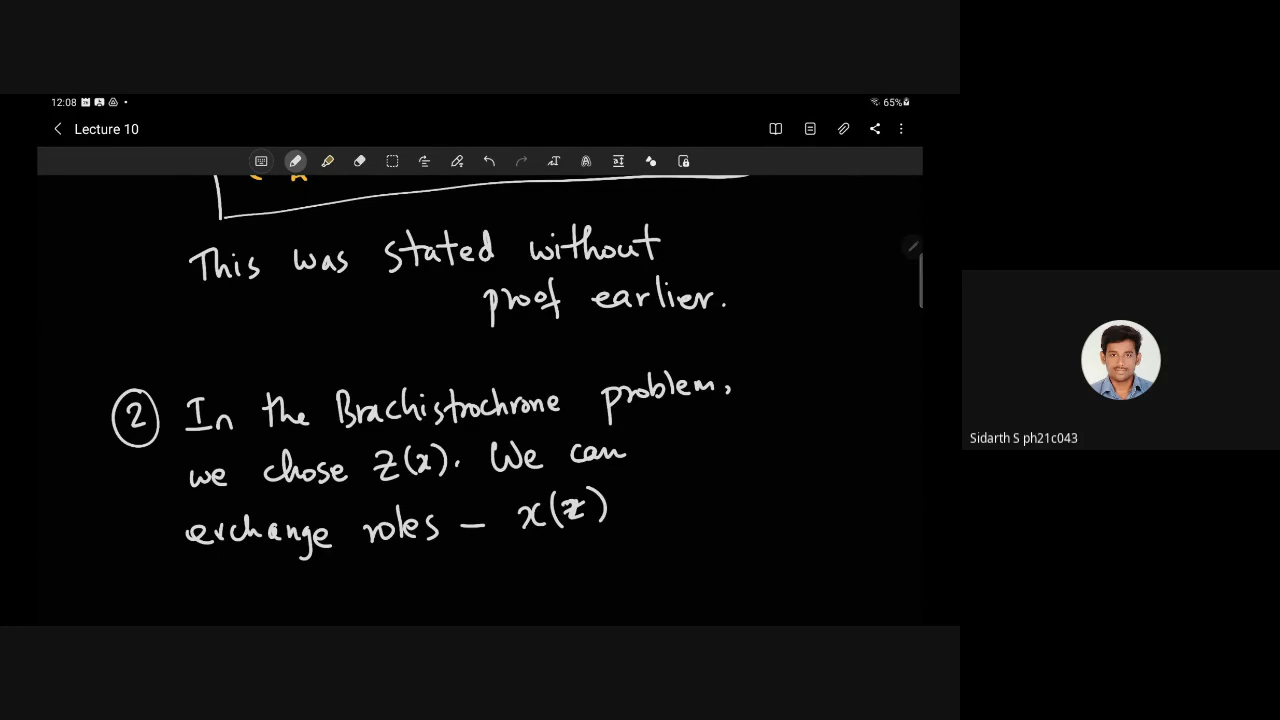 12:08
65%
Lecture 10
This was stated without
proof earlier.
② In the Brachistrochrone problem,
we chose z(x). We can
exchange roles – x(z)
Sidarth S ph21c043